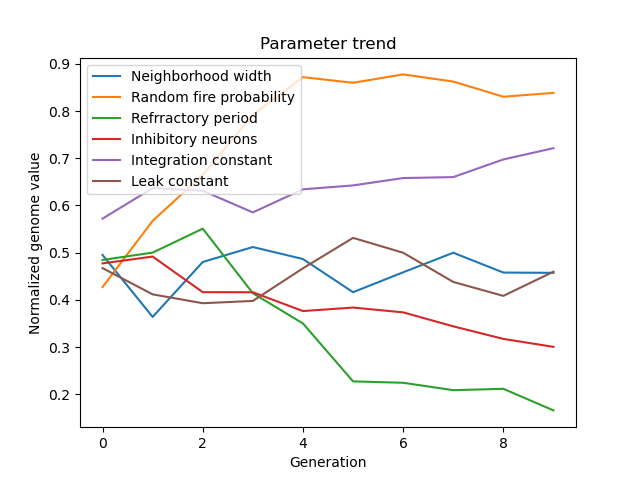 Parameter trend
Neighborhood width
Random fire probability
Refrractory period
Inhibitory neurons
Integration constant
Leak constant
Normalized genome value
0.9
0.8
0.7
0.6
0.5
0.4
0.3
0.2
0 2 4 6 8
Generation